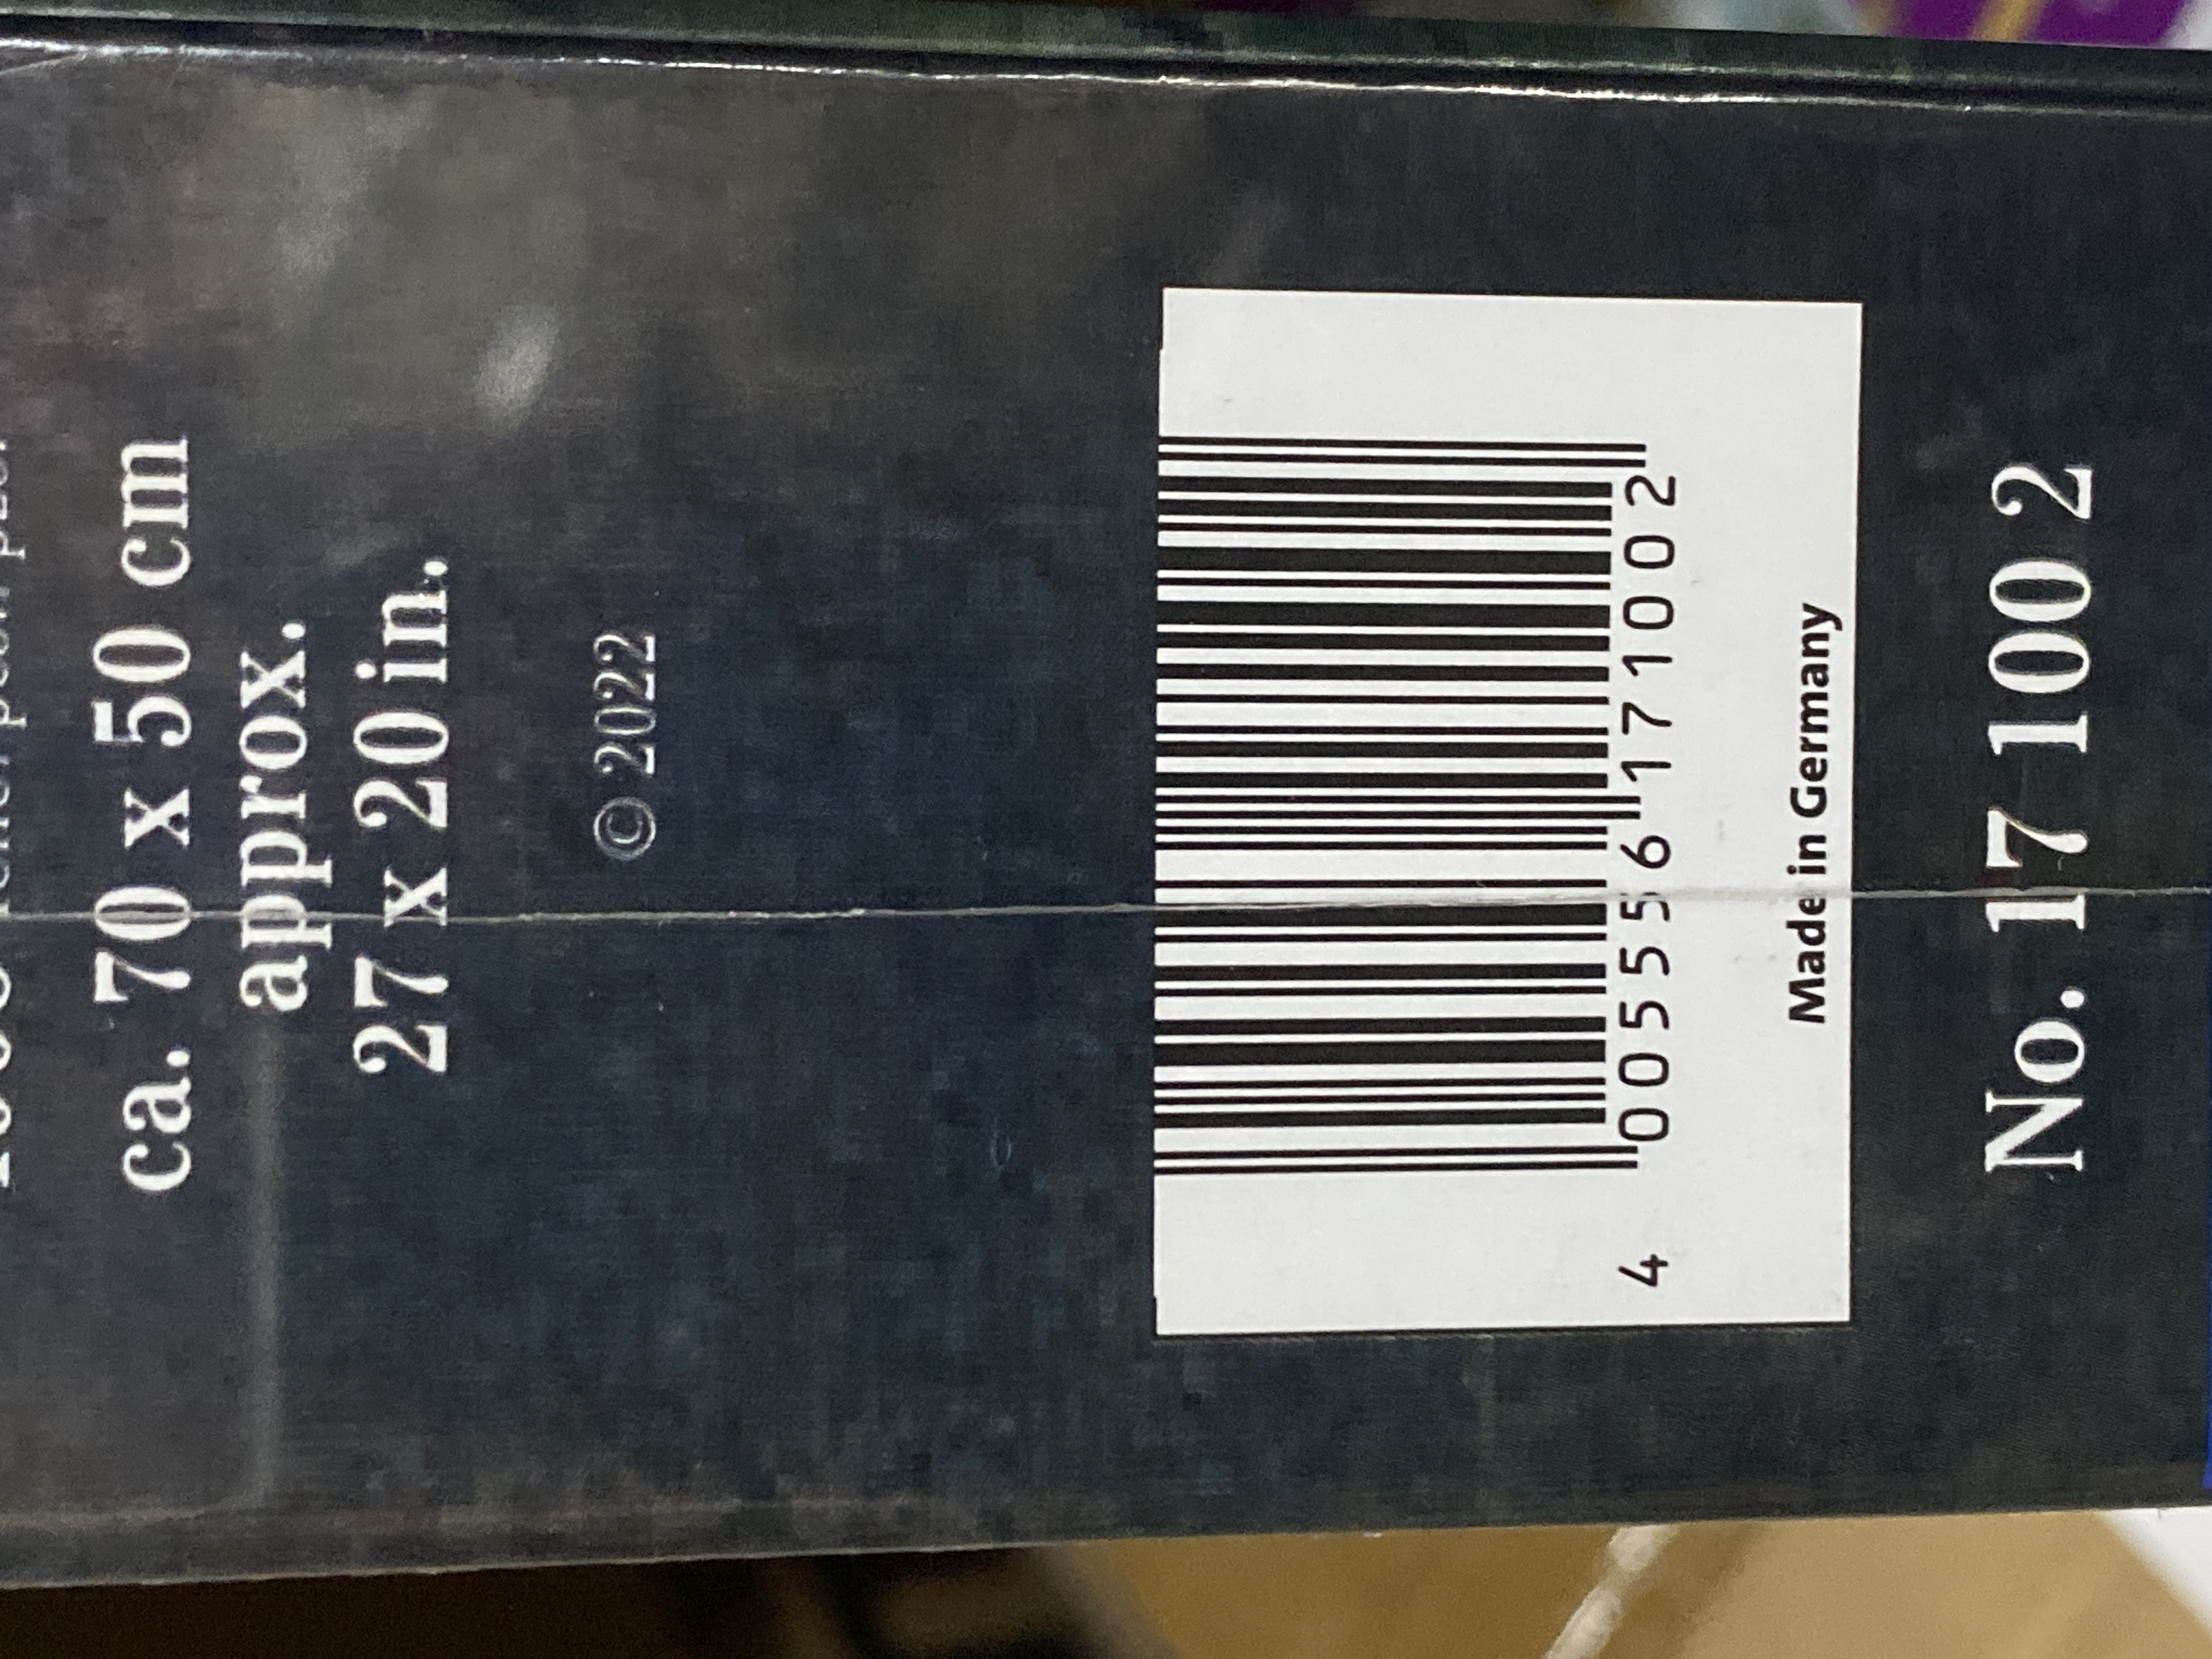 ca. 70 x 50 cm
approx.
27 x 20 in.
© 2022
4 005556 171002
Made in Germany
No. 17 100 2